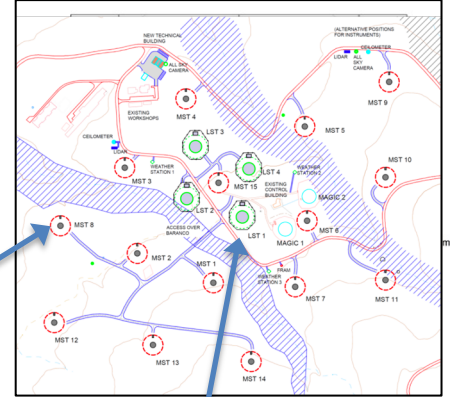 NEW TECHNICAL
BUILDING
ALL SKY
CAMERA
(ALTERNATIVE POSITIONS
FOR INSTRUMENTS)
LIDAR
ALL
SKY
CAMERA
CEILOMETER
MST 9
MST 4
EXISTING
WORKSHOPS
MST 5
LST 3
CEILOMETER
LIDAR
MST 3
WEATHER
STATION 1
LST 4
WEATHER
STATION 2
MST 10
MST 15
EXISTING
CONTROL
BUILDING
MAGIC 2
LST 2
LST 1
MST 8
ACCESS OVER
BARANCO
MST 6
MAGIC 1
m
MST 2
MST 1
FRAM
WEATHER
STATION 3
MST 7
MST 11
MST 12
MST 13
MST 14